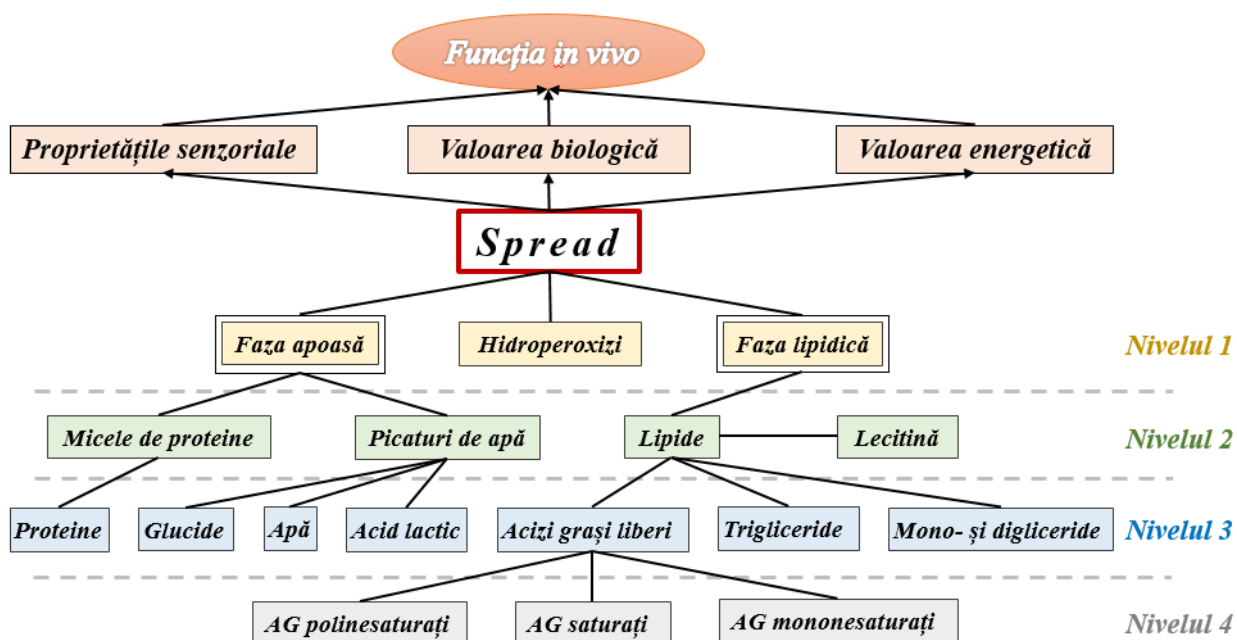 Funcția in vivo
Proprietățile senzoriale
Valoarea biologică
Valoarea energetică
Spread
Faza apoasă
Hidroperoxizi
Faza lipidică
Nivelul 1
Micele de proteine
Picaturi de apă
Lipide
Lecitină
Nivelul 2
Proteine
Glucide
Apă
Acid lactic
Acizi grași liberi
Trigliceride
Mono- și digliceride
Nivelul 3
AG polinesaturați
AG saturați
AG mononesaturați
Nivelul 4